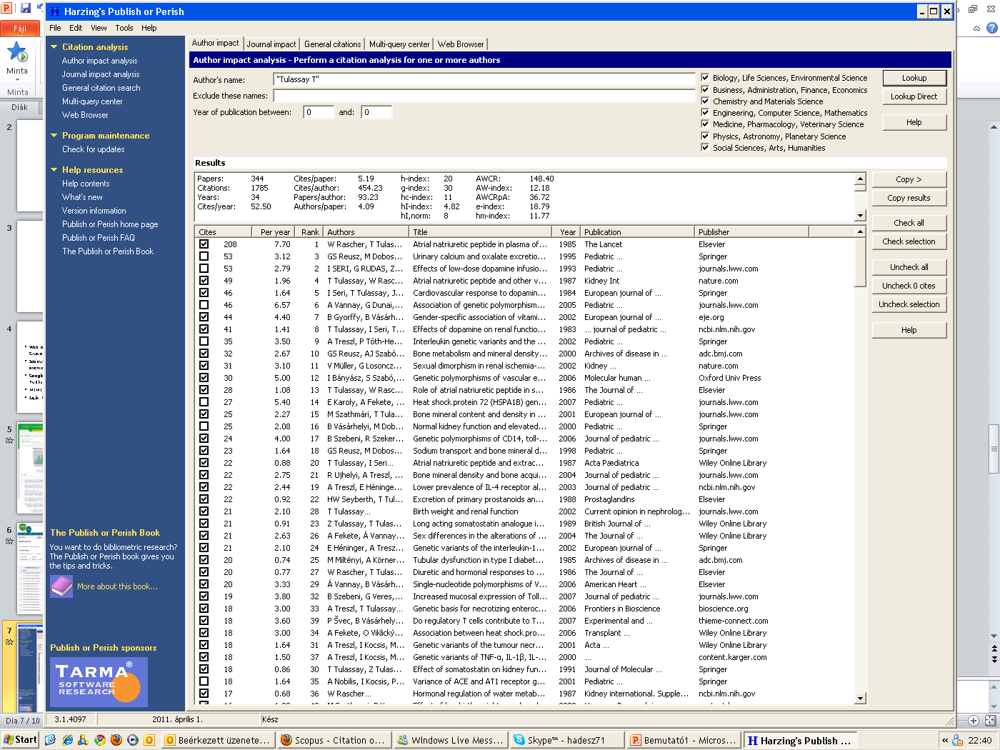 Harzing's Publish or Perish
File Edit View Tools Help
Fájl
Minta
Minta
Diák
2
3
4
5
6
7
Citation analysis
Author impact analysis
Journal impact analysis
General citation search
Multi-query center
Web Browser
Program maintenance
Check for updates
Help resources
Help contents
What's new
Version information
Publish or Perish home page
Publish or Perish FAQ
The Publish or Perish Book
The Publish or Perish Book
You want to do bibliometric research?
The Publish or Perish book gives you
the tips and tricks.
More about this book...
Publish or Perish sponsors
TARMA®
SOFTWARE
RESEARCH
Author impact Journal impact General citations Multi-query center Web Browser
Author impact analysis - Perform a citation analysis for one or more authors
Author's name: "Tulassay T"
Exclude these names:
Year of publication between: 0 and: 0
Biology, Life Sciences, Environmental Science
Business, Administration, Finance, Economics
Chemistry and Materials Science
Engineering, Computer Science, Mathematics
Medicine, Pharmacology, Veterinary Science
Physics, Astronomy, Planetary Science
Social Sciences, Arts, Humanities
Lookup
Lookup Direct
Help
Results
Papers: 344 Cites/paper: 5.19 h-index: 20 AWCR: 148.40
Citations: 1785 Cites/author: 454.23 g-index: 30 AW-index: 12.18
Years: 34 Papers/author: 93.23 hc-index: 11 AWCRpA: 36.72
Cites/year: 52.50 Authors/paper: 4.09 hI-index: 4.82 e-index: 18.79
hI,norm: 8 hm-index: 11.77
Copy >
Copy results
Check all
Check selection
Uncheck all
Uncheck 0 cites
Uncheck selection
Help
Cites Per year Rank Authors Title Year Publication Publisher
208 7.70 1 W Rascher, T Tulas... Atrial natriuretic peptide in plasma of... 1985 The Lancet Elsevier
53 3.12 3 GS Reusz, M Dobos... Urinary calcium and oxalate excretio... 1995 Pediatric ... Springer
53 2.79 2 I SERI, G RUDAS, Z... Effects of low-dose dopamine infusio... 1993 Pediatric ... journals.lww.com
49 1.96 4 T Tulassay, W Rasc... Atrial natriuretic peptide and other v... 1987 Kidney Int nature.com
46 1.64 5 I Seri, T Tulassay, J... Cardiovascular response to dopamin... 1984 European journal of ... Springer
46 6.57 6 A Vannay, G Dunai,... Association of genetic polymorphism... 2005 Pediatric ... journals.lww.com
44 4.40 7 B Gyorffy, B Vásárh... Gender-specific association of vitami... 2002 European journal of ... eje.org
41 1.41 8 T Tulassay, I Seri, T... Effects of dopamine on renal functio... 1983 ... journal of pediatric ... ncbi.nlm.nih.gov
35 3.50 9 A Treszl, P Tóth-He... Interleukin genetic variants and the ... 2002 Pediatric ... Springer
32 2.67 10 GS Reusz, AJ Szabó... Bone metabolism and mineral density... 2000 Archives of disease in ... adc.bmj.com
31 3.10 11 V Müller, G Losoncz... Sexual dimorphism in renal ischemia-... 2002 Kidney ... nature.com
30 5.00 12 I Bányász, S Szabó,... Genetic polymorphisms of vascular e... 2006 Molecular human ... Oxford Univ Press
28 1.08 13 T Tulassay, W Rasc... Role of atrial natriuretic peptide in s... 1986 The Journal of ... Elsevier
27 5.40 14 E Karoly, A Fekete, ... Heat shock protein 72 (HSPA1B) gen... 2007 Pediatric ... journals.lww.com
25 2.27 15 M Szathmári, T Tula... Bone mineral content and density in ... 2001 European journal of ... journals.lww.com
25 2.08 16 B Vásárhelyi, M Dob... Normal kidney function and elevated... 2000 Pediatric ... Springer
24 4.00 17 B Szebeni, R Szeker... Genetic polymorphisms of CD14, toll-... 2006 Journal of pediatric ... journals.lww.com
23 1.64 18 GS Reusz, M Dobos... Sodium transport and bone mineral d... 1998 Pediatric ... Springer
22 0.88 20 T Tulassay, I Seri... Atrial natriuretic peptide and extrac... 1987 Acta Pædiatrica Wiley Online Library
22 2.75 21 R Ujhelyi, A Treszl, ... Bone mineral density and bone acqui... 2004 Journal of pediatric ... journals.lww.com
22 2.44 19 A Treszl, E Héninge... Lower prevalence of IL-4 receptor al... 2003 Journal of pediatric ... ncbi.nlm.nih.gov
22 0.92 22 HW Seyberth, T Tul... Excretion of primary prostanoids an... 1988 Prostaglandins Elsevier
21 2.10 28 T Tulassay... Birth weight and renal function 2002 Current opinion in nephrolog... journals.lww.com
21 0.91 23 Z Tulassay, T Tulas... Long acting somatostatin analogue i... 1989 British Journal of ... Wiley Online Library
21 2.63 26 A Fekete, Á Vannay... Sex differences in the alterations of ... 2004 The Journal of ... Wiley Online Library
21 2.10 24 E Héninger, A Tresz... Genetic variants of the interleukin-1... 2002 European journal of ... Springer
20 0.74 25 M Miltényi, A Körner... Tubular dysfunction in type I diabet... 1985 Archives of disease in ... adc.bmj.com
20 0.77 27 W Rascher, T Tulas... Diuretic and hormonal responses to ... 1986 The Journal of ... Elsevier
20 3.33 29 Á Vannay, B Vásárh... Single-nucleotide polymorphisms of V... 2006 American Heart ... Elsevier
19 3.80 32 B Szebeni, G Veres,... Increased mucosal expression of Toll... 2007 Journal of pediatric ... journals.lww.com
18 3.00 33 A Treszl, T Tulassay... Genetic basis for necrotizing enteroc... 2006 Frontiers in Bioscience bioscience.org
18 3.60 39 P Švec, B Vásárhely... Do regulatory T cells contribute to T... 2007 Experimental and ... thieme-connect.com
18 3.00 34 A Fekete, O Viklický... Association between heat shock pro... 2006 Transplant ... Wiley Online Library
18 1.64 31 A Treszl, I Kocsis, M... Genetic variants of the tumour necr... 2001 Acta ... Wiley Online Library
18 1.50 37 A Treszl, I Kocsis, M... Genetic variants of TNF-α, IL-1β, IL-... 2000 ... content.karger.com
18 0.86 30 T Tulassay, Z Tulas... Effect of somatostatin on kidney fun... 1991 Journal of Molecular ... Springer
18 1.64 35 A Nobilis, I Kocsis, P... Variance of ACE and AT1 receptor g... 2001 Pediatric ... Springer
17 0.68 36 W Rascher... Hormonal regulation of water metab... 1987 Kidney international. Supple... ncbi.nlm.nih.gov
3.1.4097 2011. április 1. Kész
Dia 7 / 10
Start Beérkezett üzenete... Scopus - Citation o... Windows Live Mess... Skype™ - hadesz71 Bemutató1 - Micros... Harzing's Publish ... 22:40